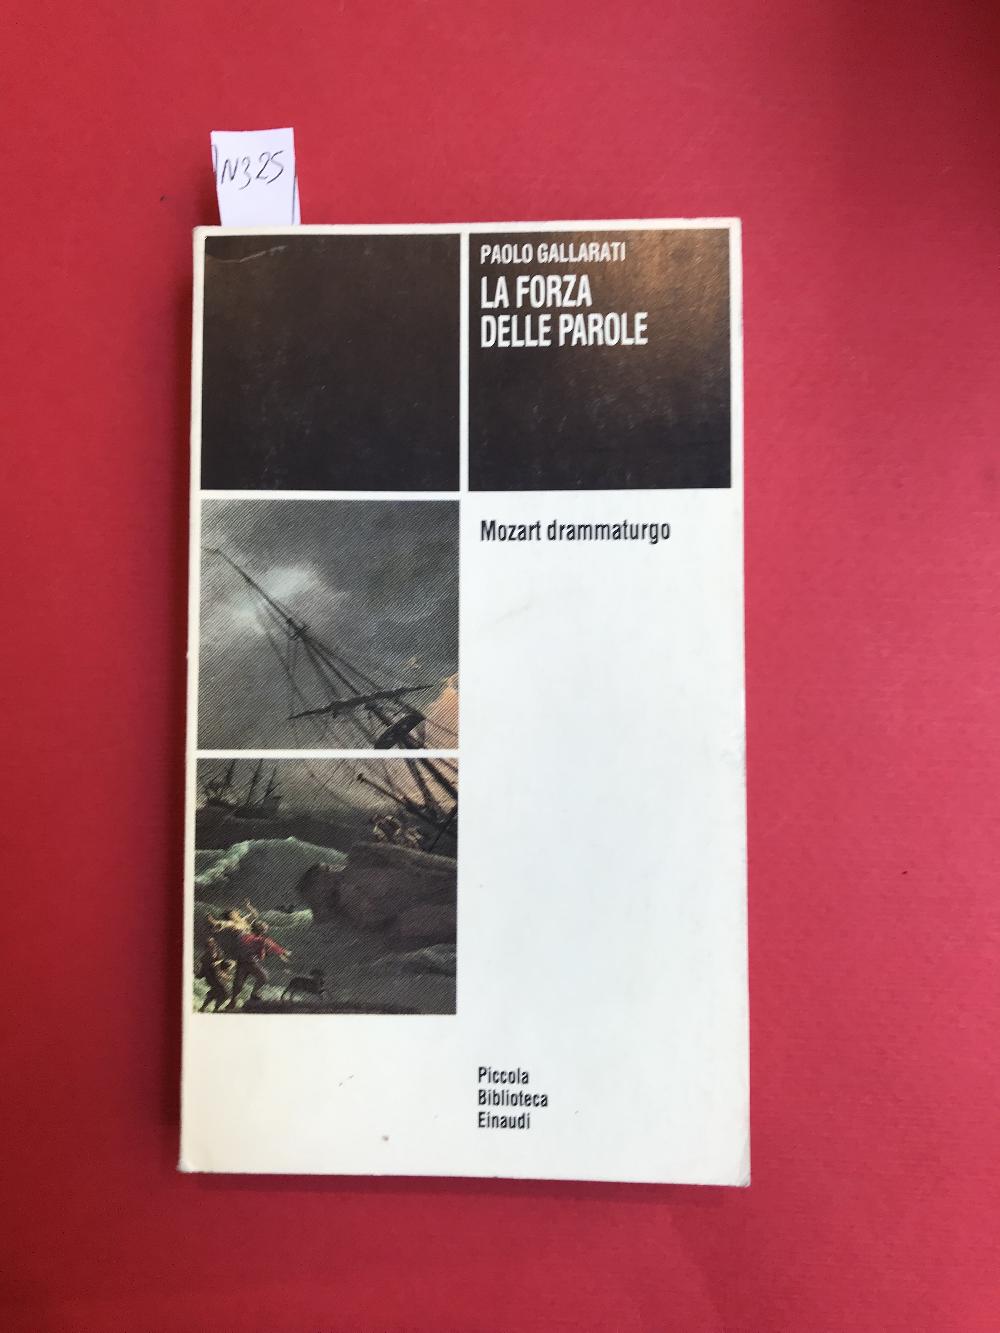 N325
PAOLO GALLARATI
LA FORZA
DELLE PAROLE
Mozart drammaturgo
Piccola
Biblioteca
Einaudi